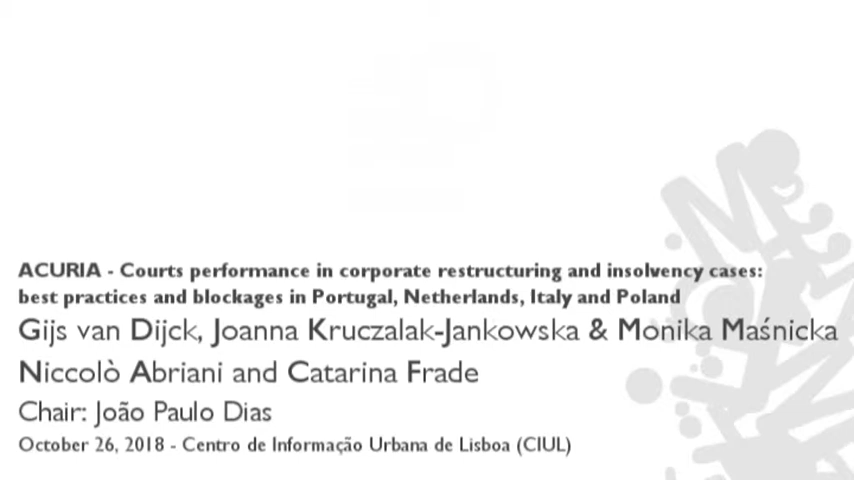 ACURIA - Courts performance in corporate restructuring and insolvency cases:
best practices and blockages in Portugal, Netherlands, Italy and Poland
Gijs van Dijck, Joanna Kruczalak-Jankowska & Monika Maśnicka
Niccolò Abriani and Catarina Frade
Chair: João Paulo Dias
October 26, 2018 - Centro de Informação Urbana de Lisboa (CIUL)